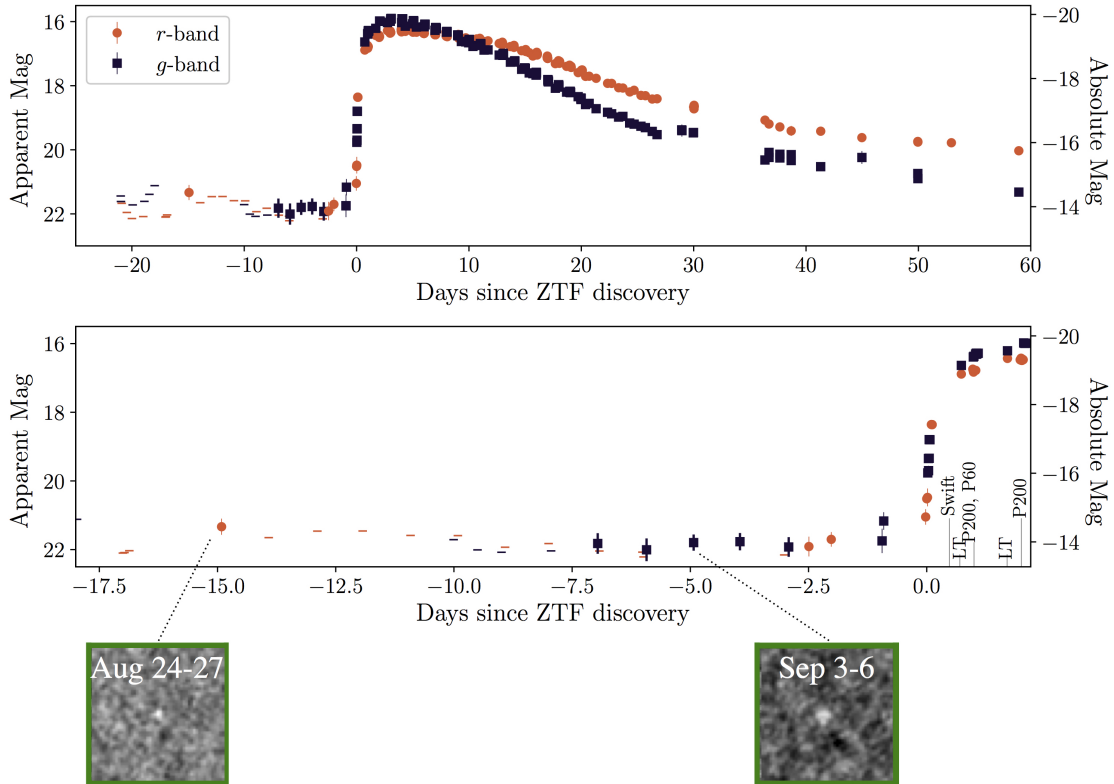 16
18
20
22
Apparent Mag
r-band
g-band
−20
−18
−16
−14
Absolute Mag
−20
−10
0
10
20
30
40
50
60
Days since ZTF discovery
16
18
20
22
Apparent Mag
−20
−18
−16
−14
Absolute Mag
Swift
LT
P200, P60
LT
P200
−17.5
−15.0
−12.5
−10.0
−7.5
−5.0
−2.5
0.0
Days since ZTF discovery
Aug 24-27
Sep 3-6